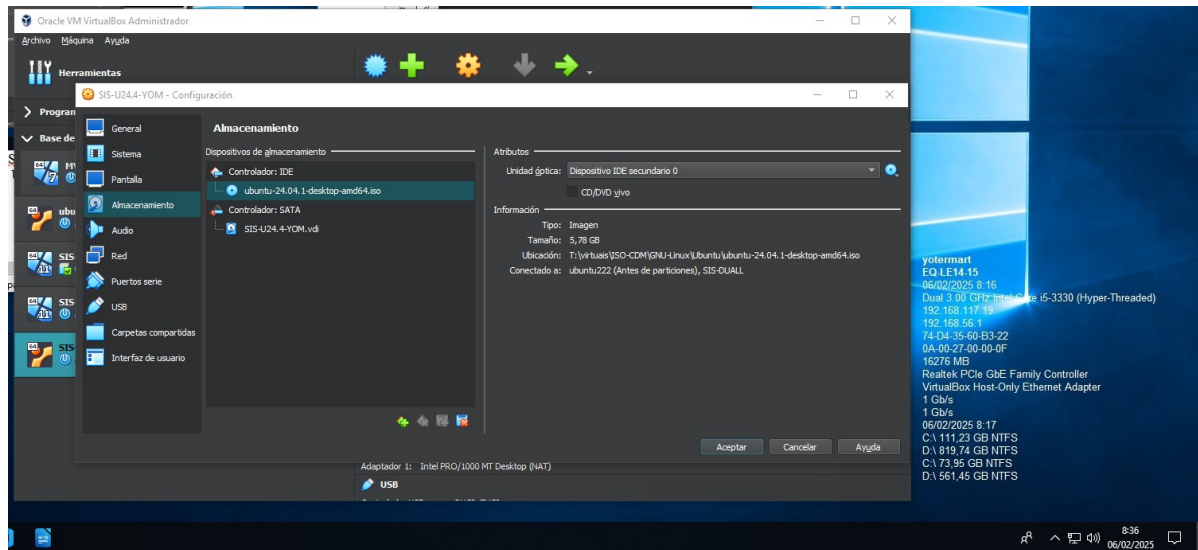 Oracle VM VirtualBox Administrador
Archivo Máquina Ayuda
Herramientas
SIS-U24.4-YOM - Configuración
Progran
Base de
ubu
SIS
SIS
SIS
General
Sistema
Pantalla
Almacenamiento
Audio
Red
Puertos serie
USB
Carpetas compartidas
Interfaz de usuario
Almacenamiento
Dispositivos de almacenamiento
Controlador: IDE
ubuntu-24.04.1-desktop-amd64.iso
Controlador: SATA
SIS-U24.4-YOM.vdi
Atributos
Unidad óptica: Dispositivo IDE secundario 0
CD/DVD vivo
Información
Tipo: Imagen
Tamaño: 5,78 GB
Ubicación: T:\virtuais\ISO-CDM\GNU-Linux\Ubuntu\ubuntu-24.04.1-desktop-amd64.iso
Conectado a: ubuntu222 (Antes de particiones), SIS-DUALL
Aceptar Cancelar Ayuda
Adaptador 1: Intel PRO/1000 MT Desktop (NAT)
USB
yotermart
EQ-LE14-15
06/02/2025 8:16
Dual 3.00 GHz Intel Core i5-3330 (Hyper-Threaded)
192.168.117.19
192.168.56.1
74-D4-35-60-B3-22
0A-00-27-00-00-0F
16276 MB
Realtek PCIe GbE Family Controller
VirtualBox Host-Only Ethernet Adapter
1 Gb/s
1 Gb/s
06/02/2025 8:17
C:\ 111,23 GB NTFS
D:\ 819,74 GB NTFS
C:\ 73,95 GB NTFS
D:\ 561,45 GB NTFS
8:36
06/02/2025